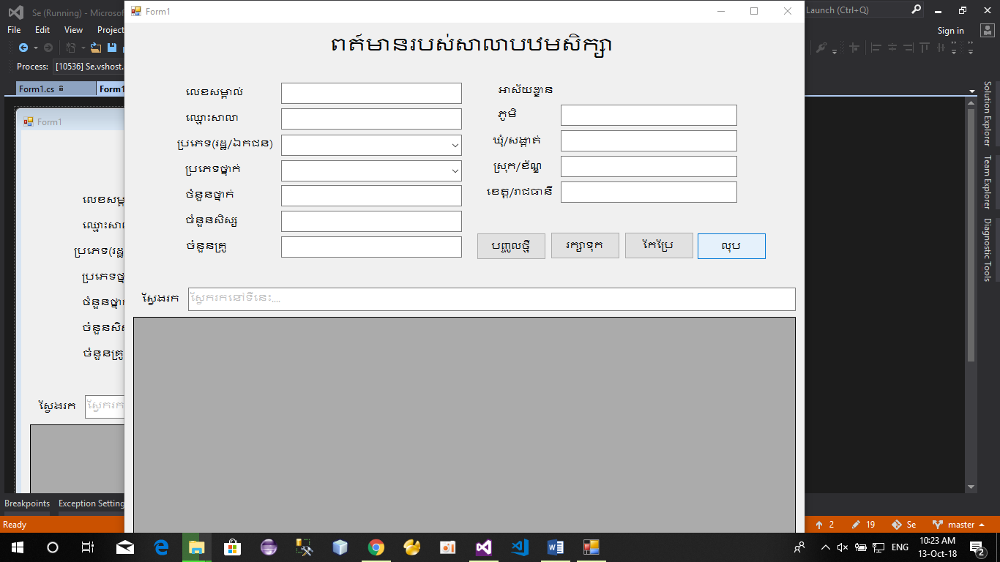 Se (Running) - Microsoft
Form1
Launch (Ctrl+Q)
File Edit View Project
Sign in
Process: [10536] Se.vshost.
Form1.cs Form1
Form1
ពត៍មានរបស់សាលាបឋមសិក្សា
លេខសម្គាល់
ឈ្មោះសាលា
ប្រភេទ(រដ្ឋ/ឯកជន)
ប្រភេទថ្នាក់
ចំនួនថ្នាក់
ចំនួនសិស្ស
ចំនួនគ្រូ
អាស័យដ្ឋាន
ភូមិ
ឃុំ/សង្កាត់
ស្រុក/ខ័ណ្ឌ
ខេត្ត/រាជធានី
បញ្ចូលថ្មី រក្សាទុក កែប្រែ លុប
ស្វែងរក ស្វែករកនៅទីនេះ....
ឈ្មោះសាលា
ប្រភេទ(រដ្ឋ
ប្រភេទថ្នា
ចំនួនថ្នាក់
ចំនួនសិស្ស
ចំនួនគ្រូ
ស្វែងរក ស្វែករក
Solution Explorer
Team Explorer
Diagnostic Tools
Breakpoints Exception Setting
Ready
2 19 Se master
ENG
10:23 AM
13-Oct-18
2